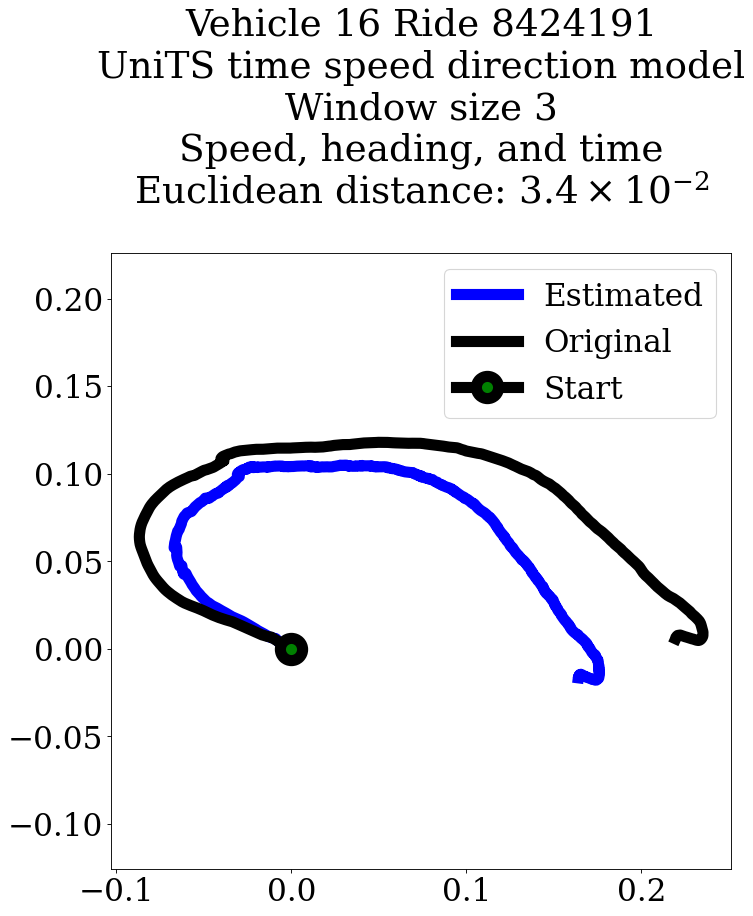 Vehicle 16 Ride 8424191
UniTS time speed direction model
Window size 3
Speed, heading, and time
Euclidean distance: 3.4 × 10⁻²
Estimated
Original
Start
0.20
0.15
0.10
0.05
0.00
−0.05
−0.10
−0.1 0.0 0.1 0.2